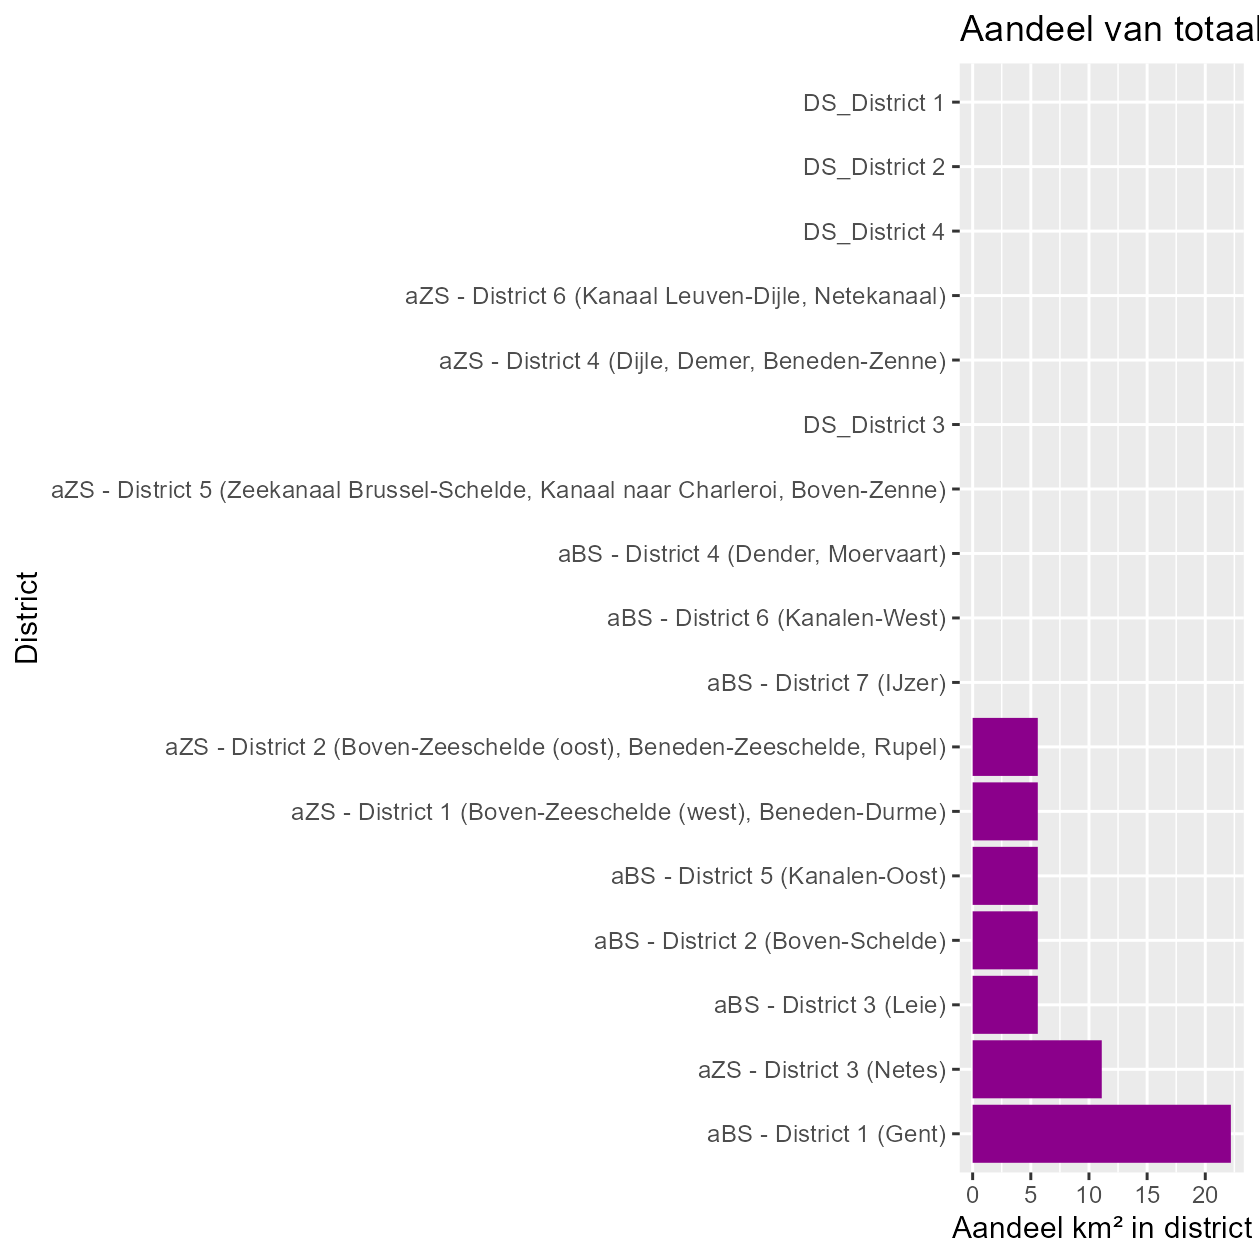 Aandeel van totaal
DS_District 1
DS_District 2
DS_District 4
aZS - District 6 (Kanaal Leuven-Dijle, Netekanaal)
aZS - District 4 (Dijle, Demer, Beneden-Zenne)
DS_District 3
aZS - District 5 (Zeekanaal Brussel-Schelde, Kanaal naar Charleroi, Boven-Zenne)
aBS - District 4 (Dender, Moervaart)
aBS - District 6 (Kanalen-West)
aBS - District 7 (IJzer)
aZS - District 2 (Boven-Zeeschelde (oost), Beneden-Zeeschelde, Rupel)
aZS - District 1 (Boven-Zeeschelde (west), Beneden-Durme)
aBS - District 5 (Kanalen-Oost)
aBS - District 2 (Boven-Schelde)
aBS - District 3 (Leie)
aZS - District 3 (Netes)
aBS - District 1 (Gent)
District
0 5 10 15 20
Aandeel km² in district